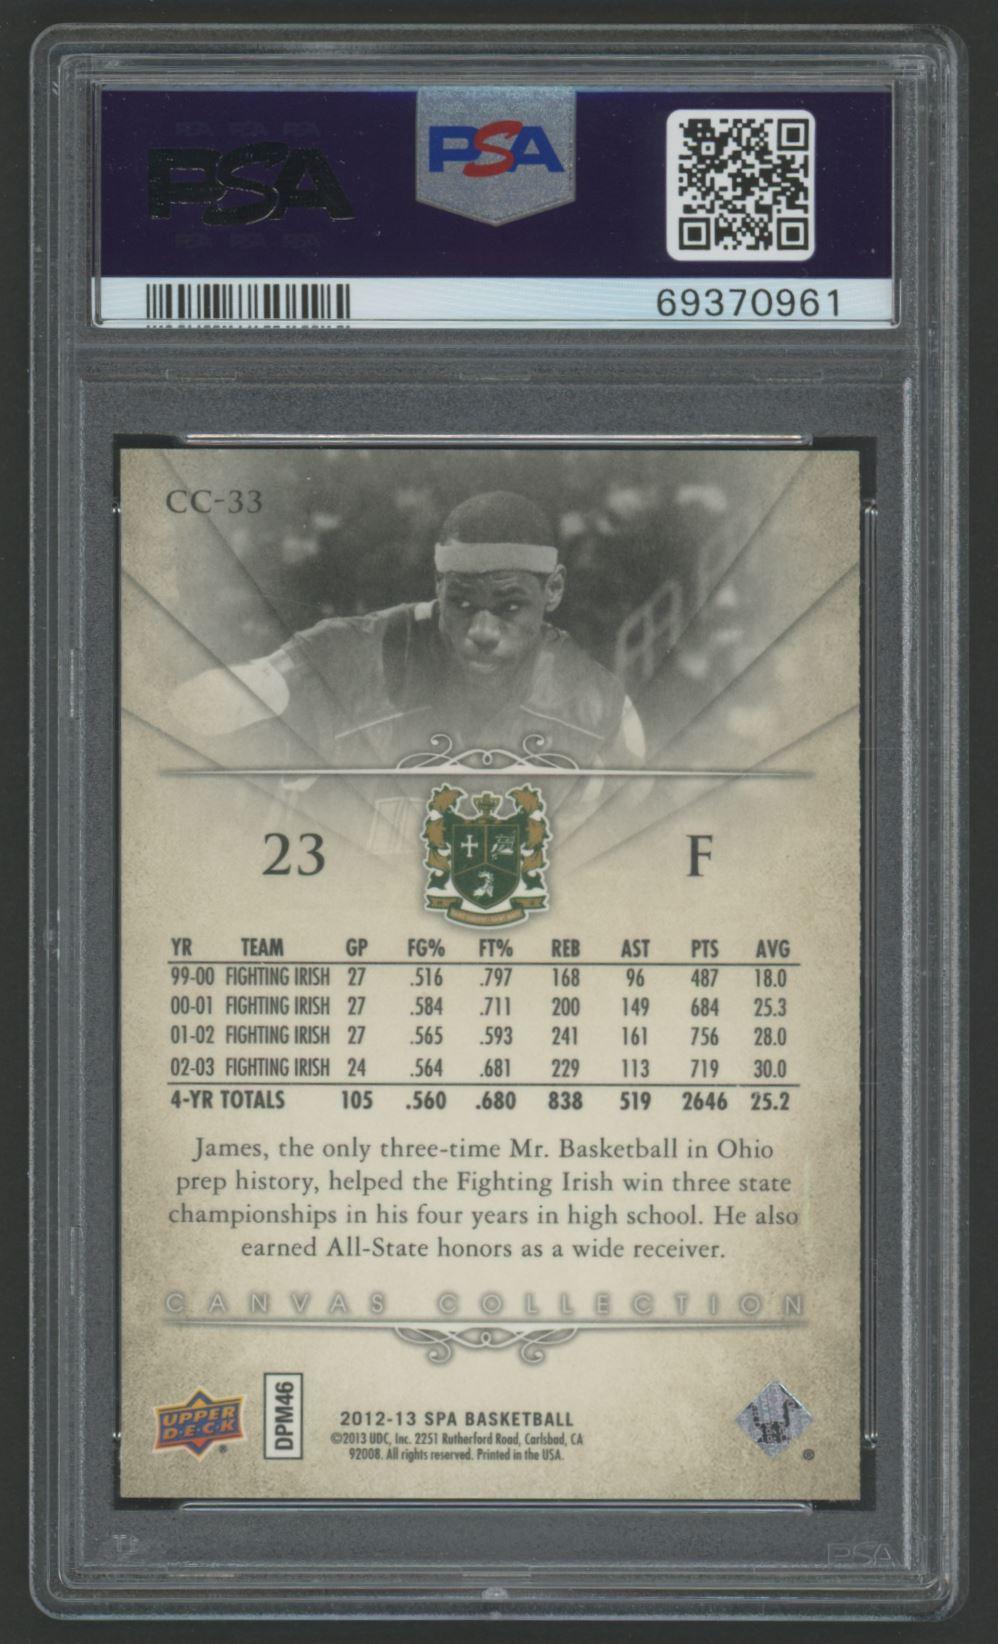 PSA PSA PSA
PSA
PSA PSA PSA
PSA
69370961
CC-33
23
F
YR TEAM GP FG% FT% REB AST PTS AVG
99-00 FIGHTING IRISH 27 .516 .797 168 96 487 18.0
00-01 FIGHTING IRISH 27 .584 .711 200 149 684 25.3
01-02 FIGHTING IRISH 27 .565 .593 241 161 756 28.0
02-03 FIGHTING IRISH 24 .564 .681 229 113 719 30.0
4-YR TOTALS 105 .560 .680 838 519 2646 25.2
James, the only three-time Mr. Basketball in Ohio
prep history, helped the Fighting Irish win three state
championships in his four years in high school. He also
earned All-State honors as a wide receiver.
CANVAS COLLECTION
UPPER
D·E·C·K
®
DPM46
2012-13 SPA BASKETBALL
©2013 UDC, Inc. 2251 Rutherford Road, Carlsbad, CA
92008. All rights reserved. Printed in the USA.
®
PSA